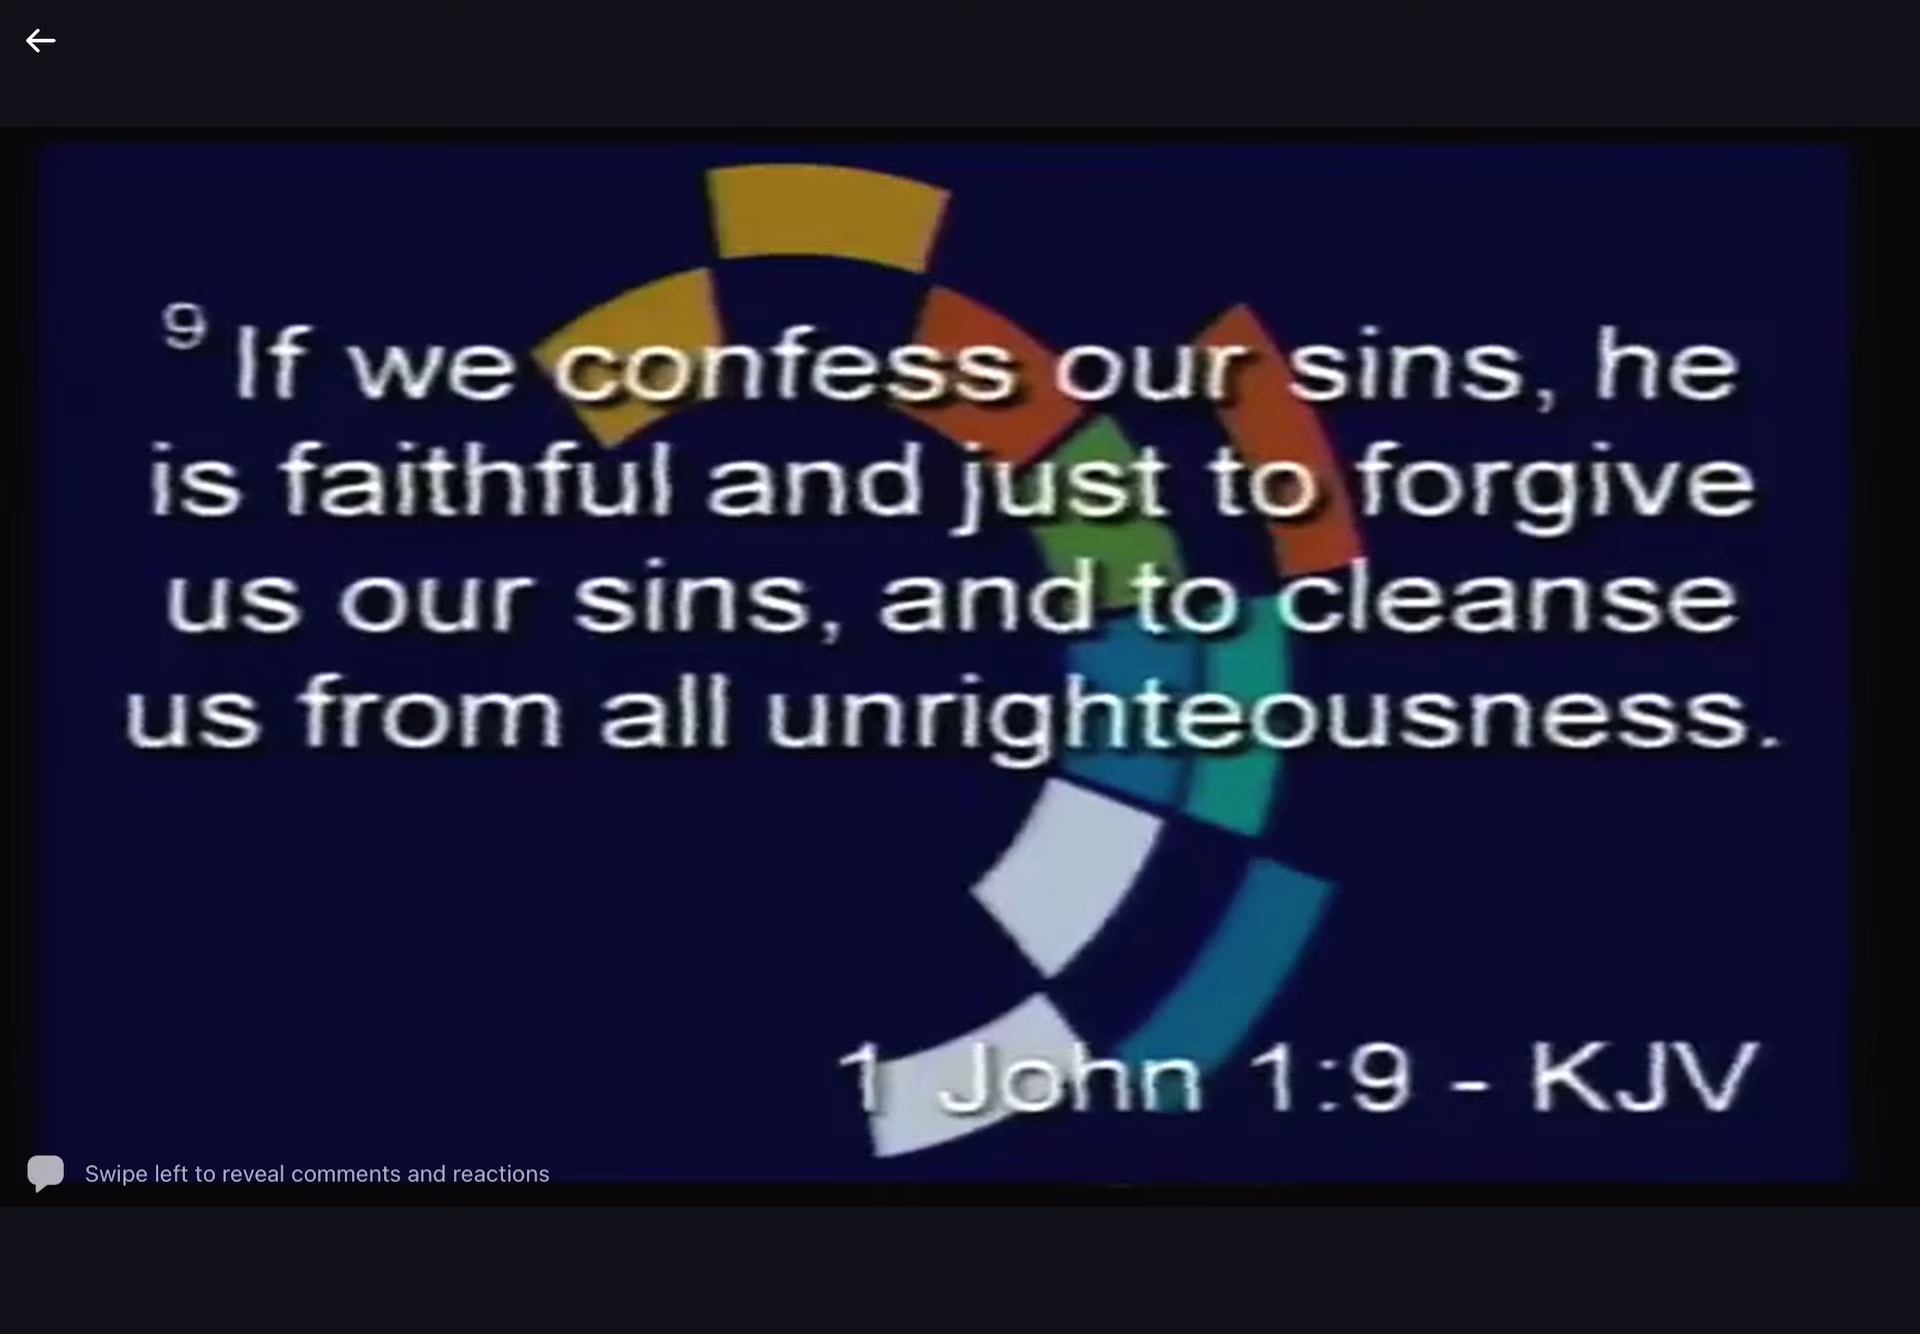 9 If we confess our sins, he
is faithful and just to forgive
us our sins, and to cleanse
us from all unrighteousness.
1 John 1:9 - KJV
Swipe left to reveal comments and reactions